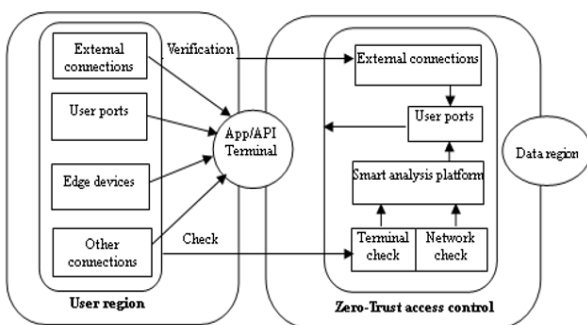 External
connections
User ports
Edge devices
Other
connections
User region
Verification
App/API
Terminal
Check
External connections
User ports
Smart analysis platform
Terminal
check
Network
check
Zero-Trust access control
Data region